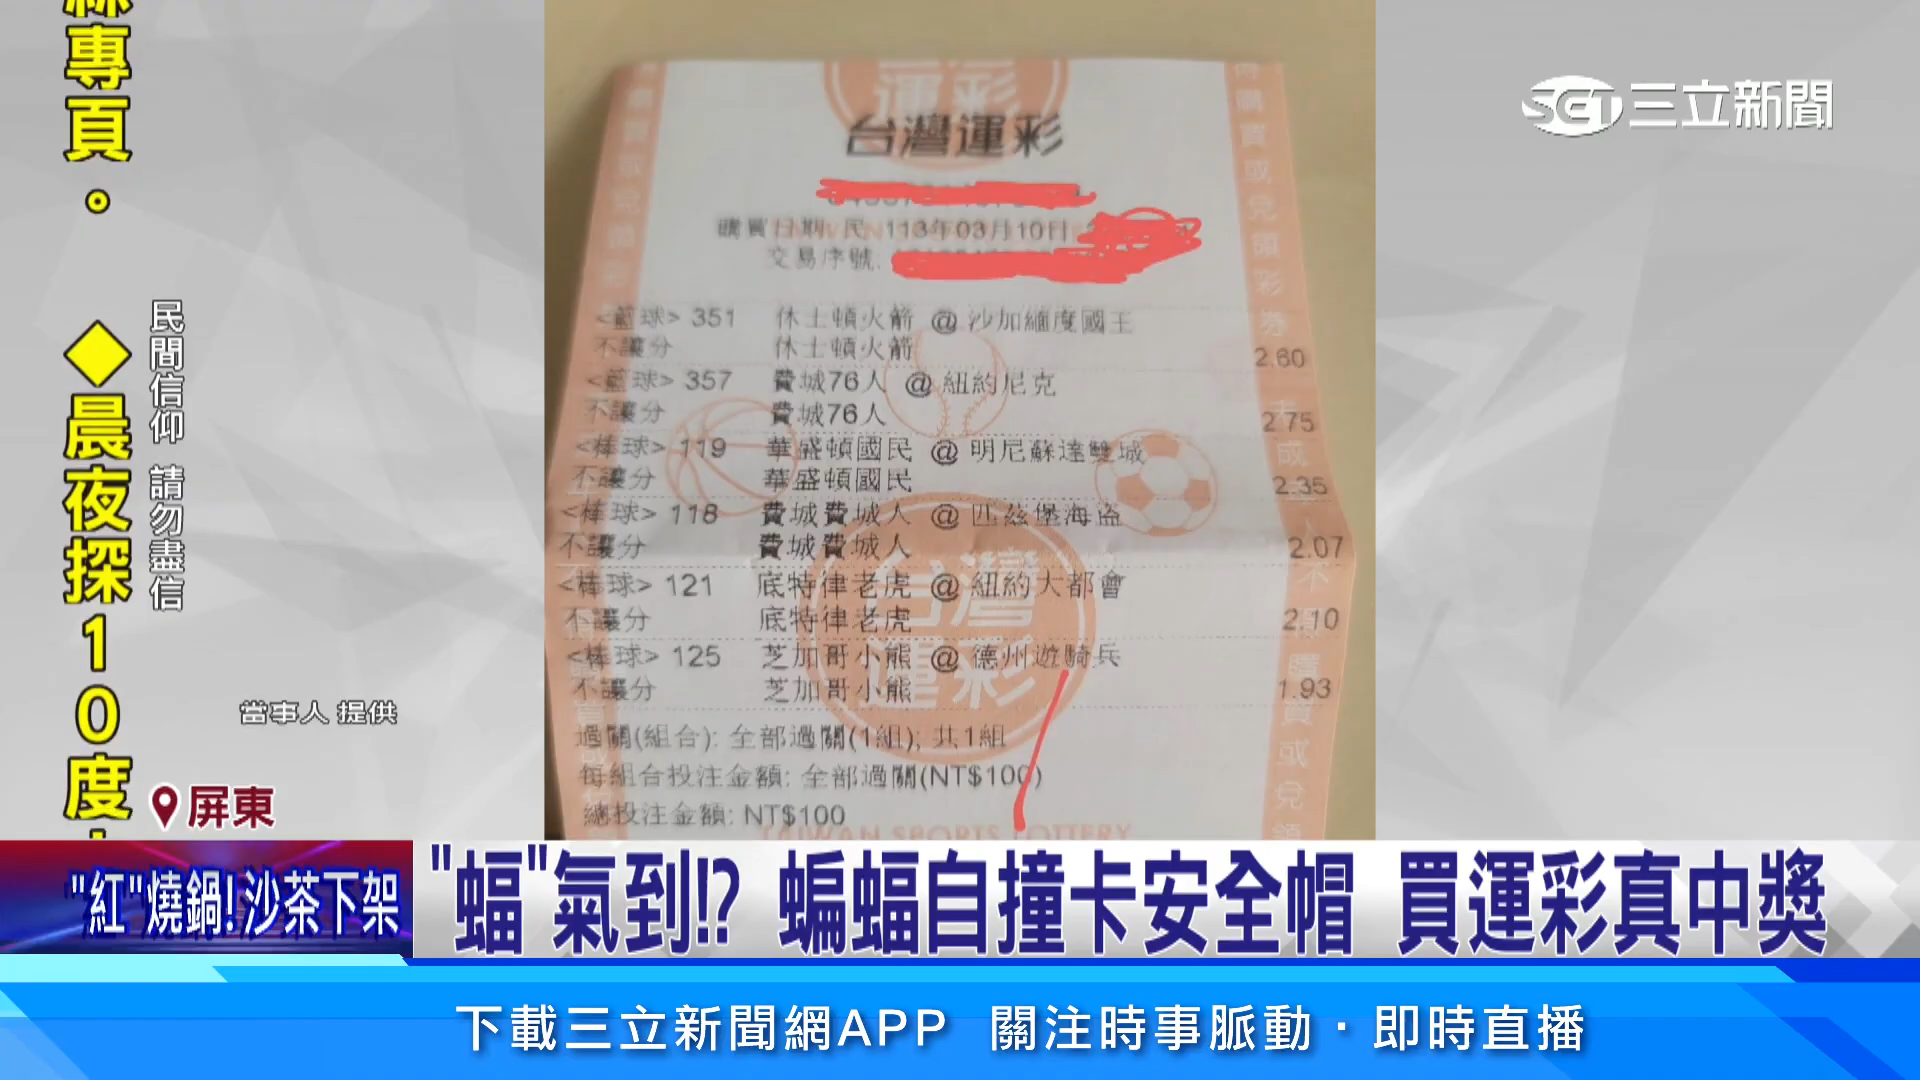 SET三立新聞
絲專頁。
◆晨夜探10度
民間信仰 請勿盡信
當事人 提供
屏東
運彩
台灣運彩
購買日期: 民 113年03月10日
交易序號:
<籃球> 351 休士頓火箭 @ 沙加緬度國王
不讓分 休士頓火箭 2.60
<籃球> 357 費城76人 @ 紐約尼克
不讓分 費城76人 2.75
<棒球> 119 華盛頓國民 @ 明尼蘇達雙城
不讓分 華盛頓國民 2.35
<棒球> 118 費城費城人 @ 匹茲堡海盜
不讓分 費城費城人 2.07
<棒球> 121 底特律老虎 @ 紐約大都會
不讓分 底特律老虎 2.10
<棒球> 125 芝加哥小熊 @ 德州遊騎兵
不讓分 芝加哥小熊 1.93
過關(組合): 全部過關(1組); 共1組
每組合投注金額: 全部過關(NT$100)
總投注金額: NT$100
台灣運彩
TAIWAN SPORTS LOTTERY
"紅"燒鍋!沙茶下架
"蝠"氣到!? 蝙蝠自撞卡安全帽 買運彩真中獎
下載三立新聞網APP 關注時事脈動·即時直播